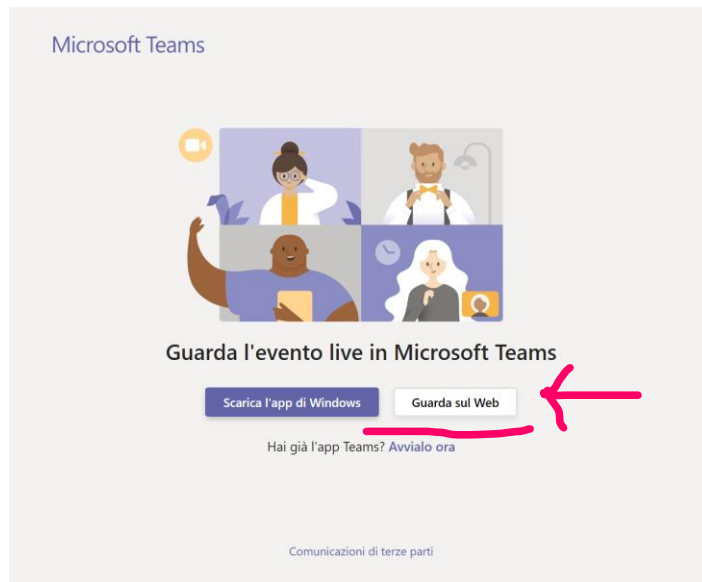 Microsoft Teams
Guarda l'evento live in Microsoft Teams
Scarica l'app di Windows
Guarda sul Web
Hai già l'app Teams? Avvialo ora
Comunicazioni di terze parti